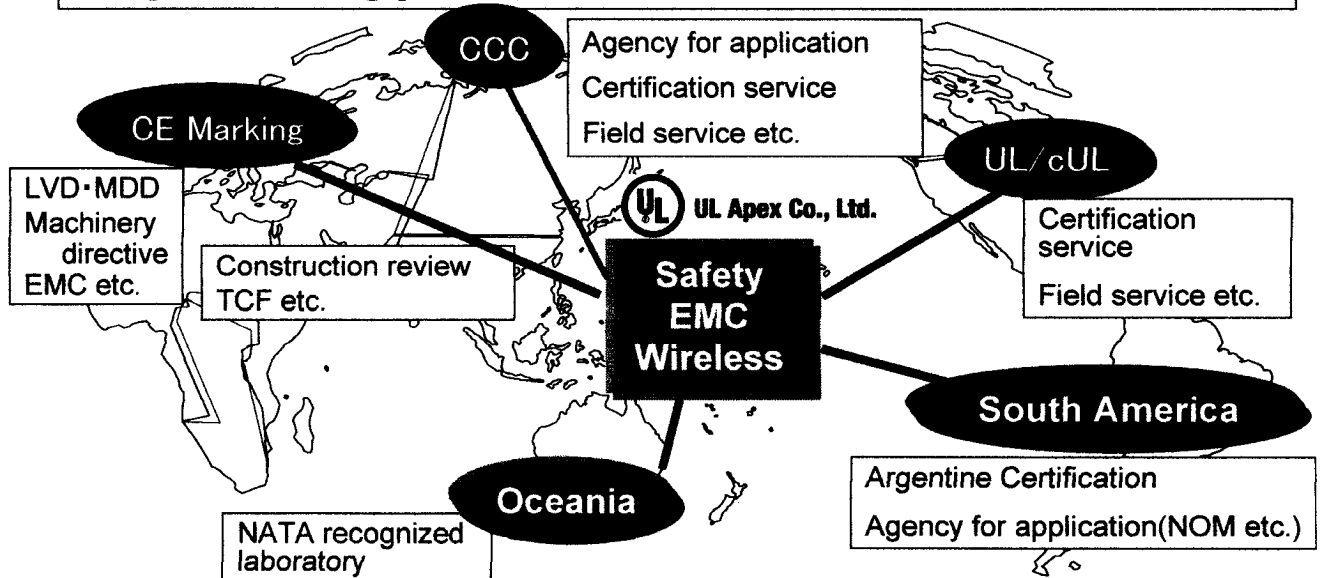 CCC
Agency for application
Certification service
Field service etc.
CE Marking
UL/cUL
LVD・MDD
Machinery
directive
EMC etc.
Construction review
TCF etc.
UL
UL Apex Co., Ltd.
Safety
EMC
Wireless
Certification
service
Field service etc.
South America
Argentine Certification
Agency for application(NOM etc.)
Oceania
NATA recognized
laboratory